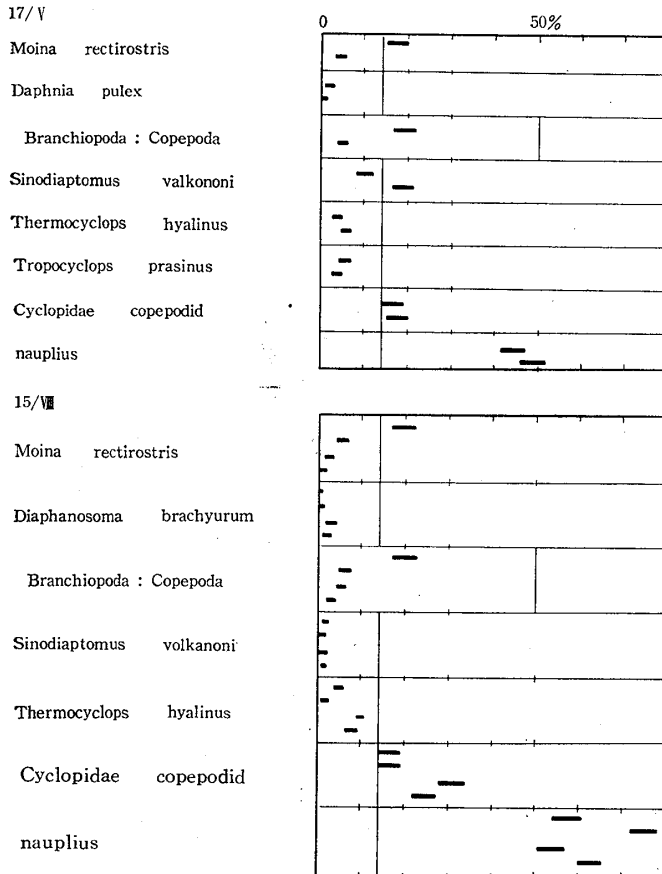 17/V
0 50%
Moina rectirostris
Daphnia pulex
Branchiopoda : Copepoda
Sinodiaptomus valkononi
Thermocyclops hyalinus
Tropocyclops prasinus
Cyclopidae copepodid
nauplius
15/Ⅷ
Moina rectirostris
Diaphanosoma brachyurum
Branchiopoda : Copepoda
Sinodiaptomus volkanoni
Thermocyclops hyalinus
Cyclopidae copepodid
nauplius